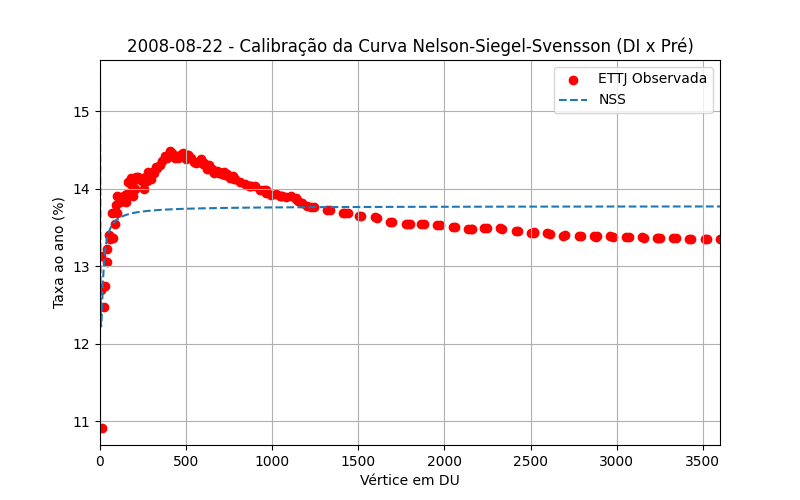 2008-08-22 - Calibração da Curva Nelson-Siegel-Svensson (DI x Pré)
ETTJ Observada
NSS
Taxa ao ano (%)
15
14
13
12
11
0 500 1000 1500 2000 2500 3000 3500
Vértice em DU